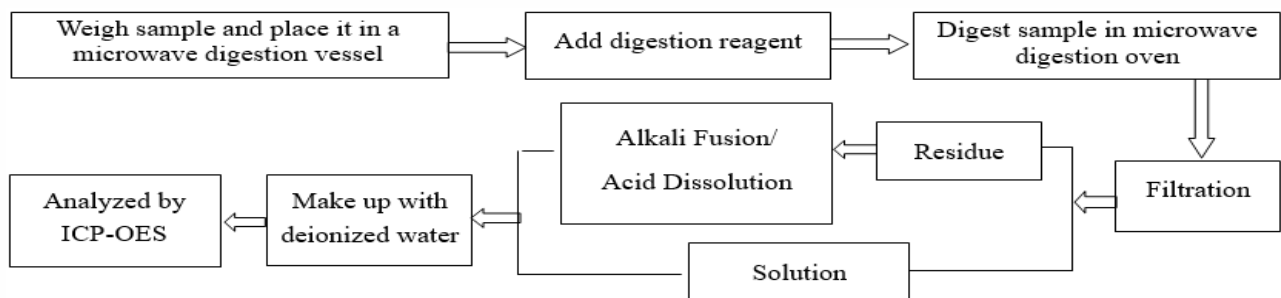 Weigh sample and place it in a
microwave digestion vessel
Add digestion reagent
Digest sample in microwave
digestion oven
Filtration
Residue
Alkali Fusion/
Acid Dissolution
Solution
Make up with
deionized water
Analyzed by
ICP-OES